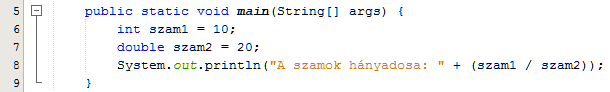 5 public static void main(String[] args) {
6 int szam1 = 10;
7 double szam2 = 20;
8 System.out.println("A szamok hányadosa: " + (szam1 / szam2));
9 }